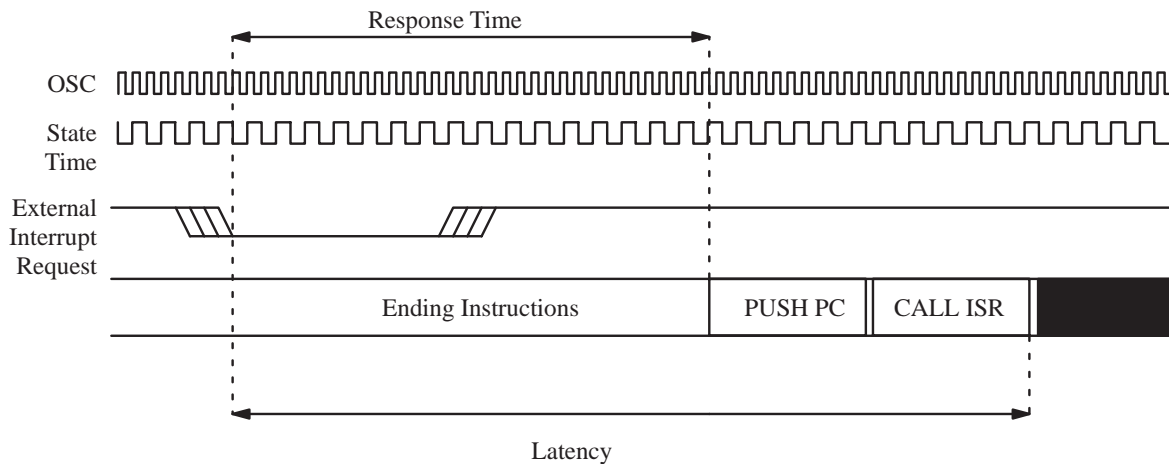 Response Time
OSC
State
Time
External
Interrupt
Request
Ending Instructions
PUSH PC
CALL ISR
Latency